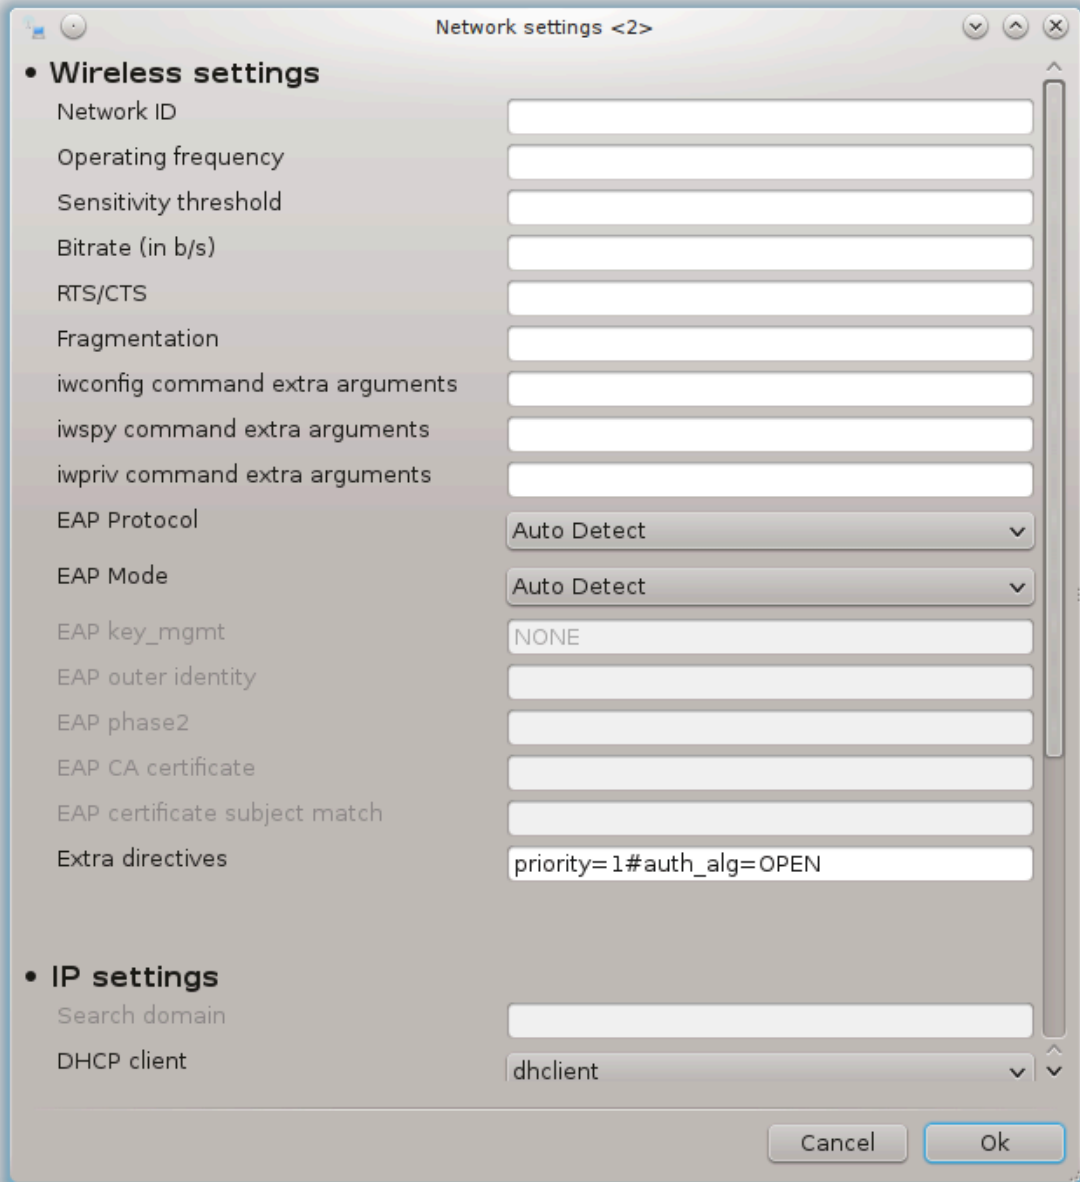 Network settings <2>
• Wireless settings
Network ID
Operating frequency
Sensitivity threshold
Bitrate (in b/s)
RTS/CTS
Fragmentation
iwconfig command extra arguments
iwspy command extra arguments
iwpriv command extra arguments
EAP Protocol Auto Detect
EAP Mode Auto Detect
EAP key_mgmt NONE
EAP outer identity
EAP phase2
EAP CA certificate
EAP certificate subject match
Extra directives priority=1#auth_alg=OPEN
• IP settings
Search domain
DHCP client dhclient
Cancel Ok